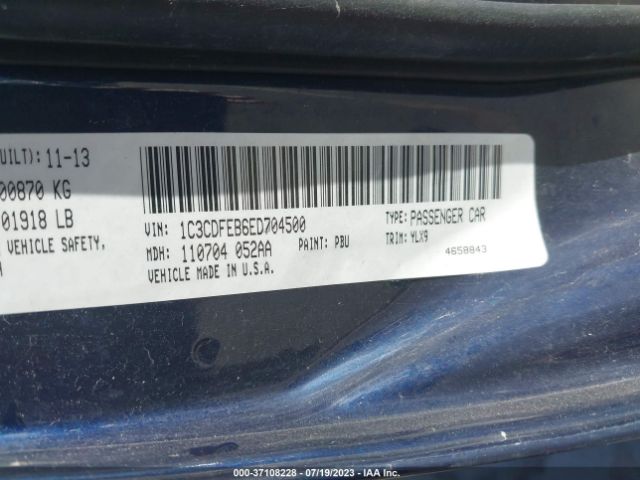 UILT): 11-13
00870 KG
01918 LB
VEHICLE SAFETY,
VIN: 1C3CDFEB6ED704500
TYPE: PASSENGER CAR
MDH: 110704 052AA
PAINT: PBU
TRIM: YLX9
VEHICLE MADE IN U.S.A.
4658843
000-37108228 - 07/19/2023 - IAA Inc.